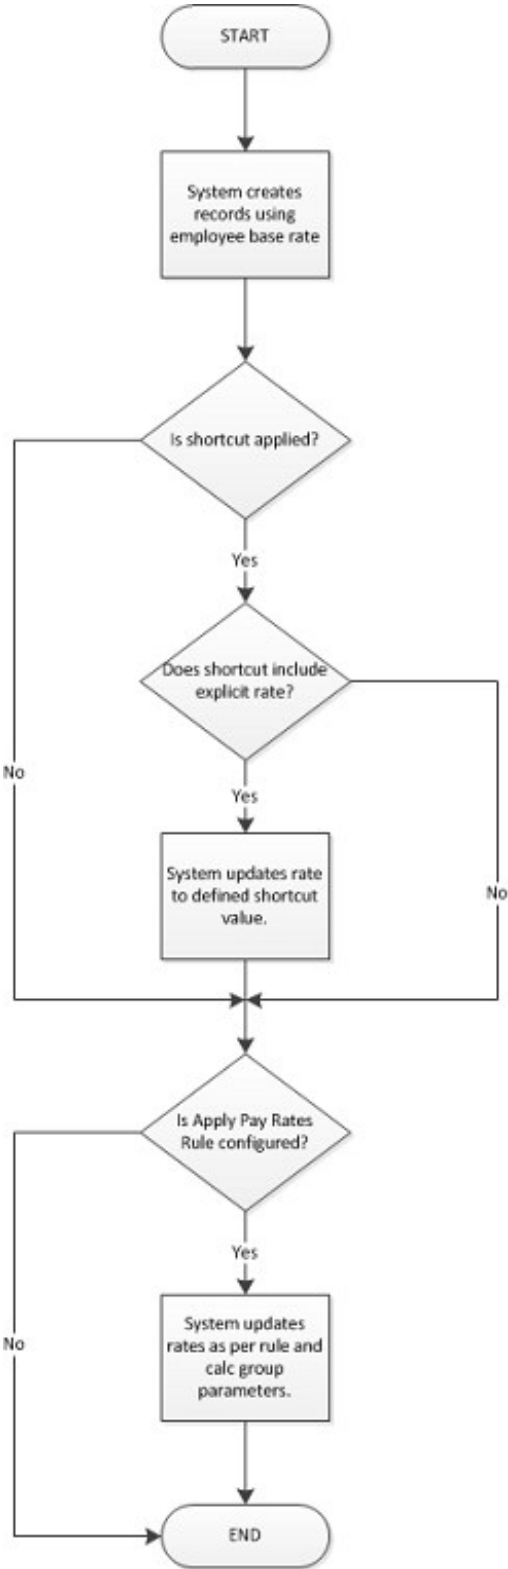 START
System creates
records using
employee base rate
Is shortcut applied?
Yes
Does shortcut include
explicit rate?
No
Yes
System updates rate
to defined shortcut
value.
No
Is Apply Pay Rates
Rule configured?
Yes
System updates
rates as per rule and
calc group
parameters.
No
END